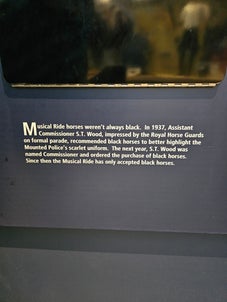 Musical Ride horses weren't always black. In 1937, Assistant
Commissioner S.T. Wood, impressed by the Royal Horse Guards
on formal parade, recommended black horses to better highlight the
Mounted Police's scarlet uniform. The next year, S.T. Wood was
named Commissioner and ordered the purchase of black horses.
Since then the Musical Ride has only accepted black horses.